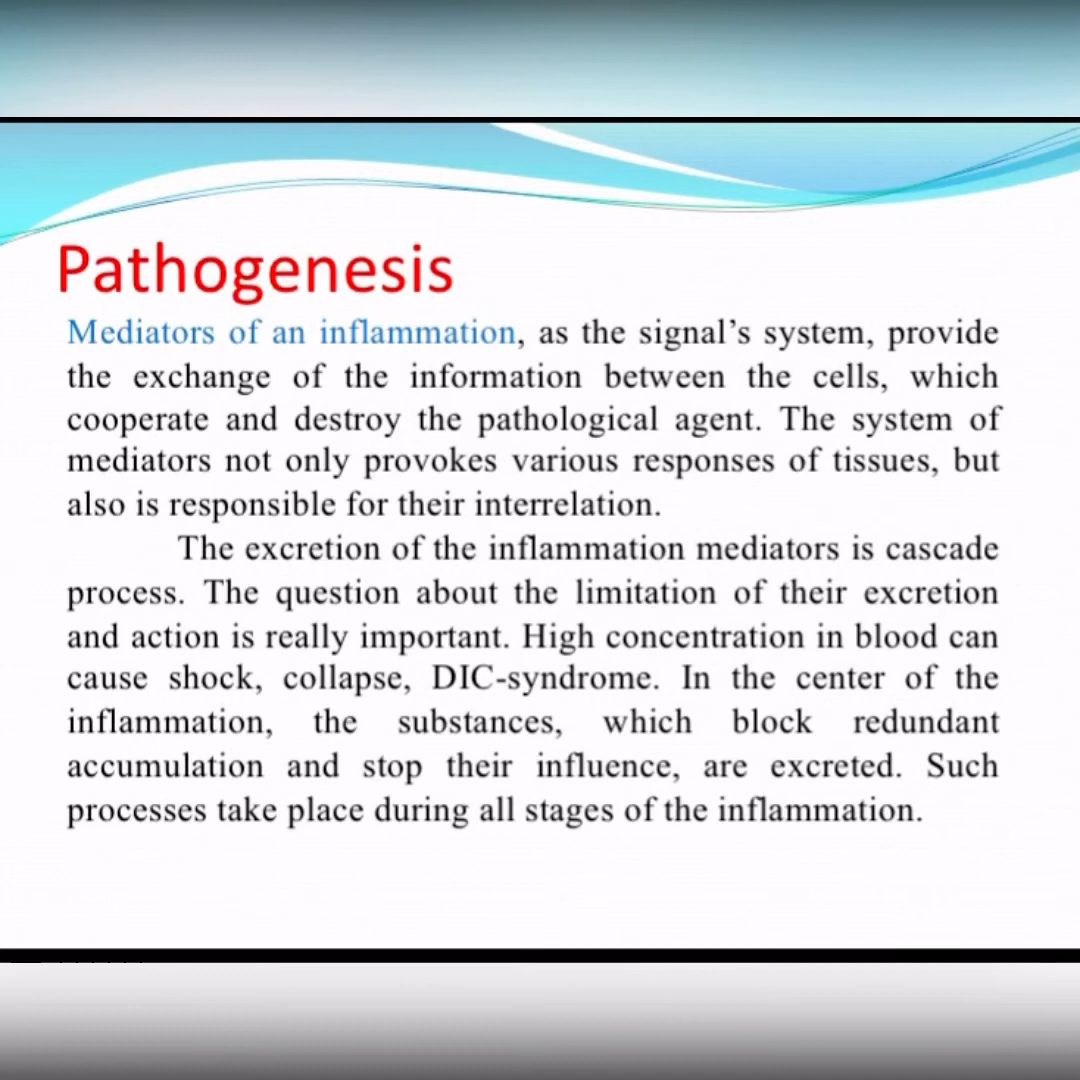 Pathogenesis
Mediators of an inflammation, as the signal’s system, provide
the exchange of the information between the cells, which
cooperate and destroy the pathological agent. The system of
mediators not only provokes various responses of tissues, but
also is responsible for their interrelation.
The excretion of the inflammation mediators is cascade
process. The question about the limitation of their excretion
and action is really important. High concentration in blood can
cause shock, collapse, DIC-syndrome. In the center of the
inflammation, the substances, which block redundant
accumulation and stop their influence, are excreted. Such
processes take place during all stages of the inflammation.